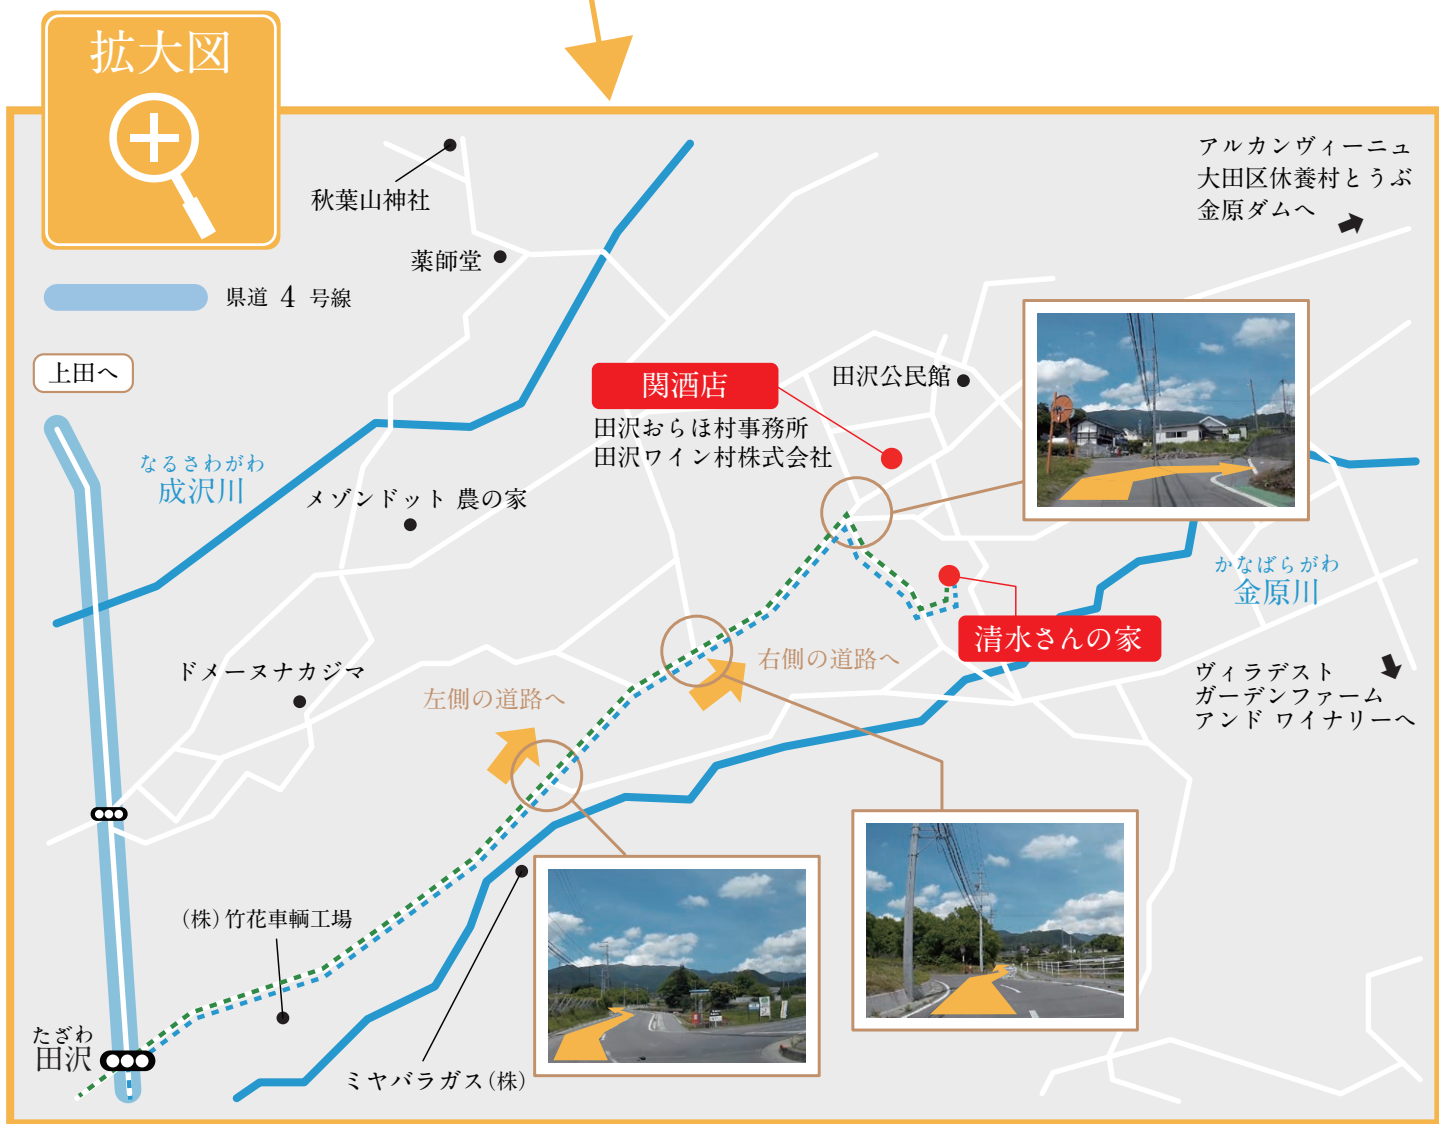 拡大図
アルカンヴィーニュ
大田区休養村とうぶ
金原ダムへ
秋葉山神社
薬師堂
県道 4 号線
上田へ
関酒店
田沢公民館
田沢おらほ村事務所
田沢ワイン村株式会社
なるさわがわ
成沢川
メゾンドット 農の家
かなばらがわ
金原川
清水さんの家
右側の道路へ
ドメーヌナカジマ
左側の道路へ
ヴィラデスト
ガーデンファーム
アンド ワイナリーへ
(株)竹花車輌工場
たざわ
田沢
ミヤバラガス(株)